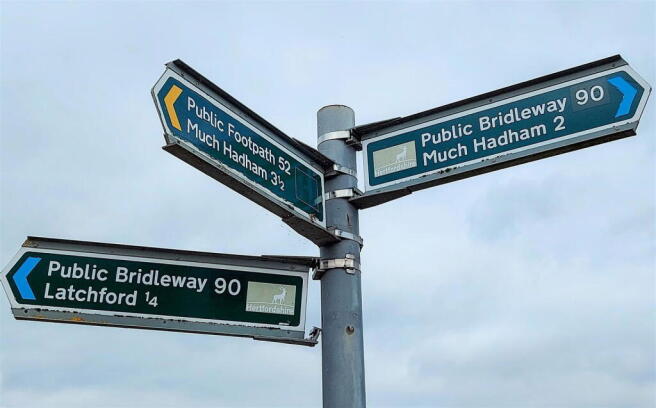 Public Footpath 52
Much Hadham 3½
Public Bridleway 90
Much Hadham 2
Hertfordshire
Public Bridleway 90
Latchford ¼
Hertfordshire